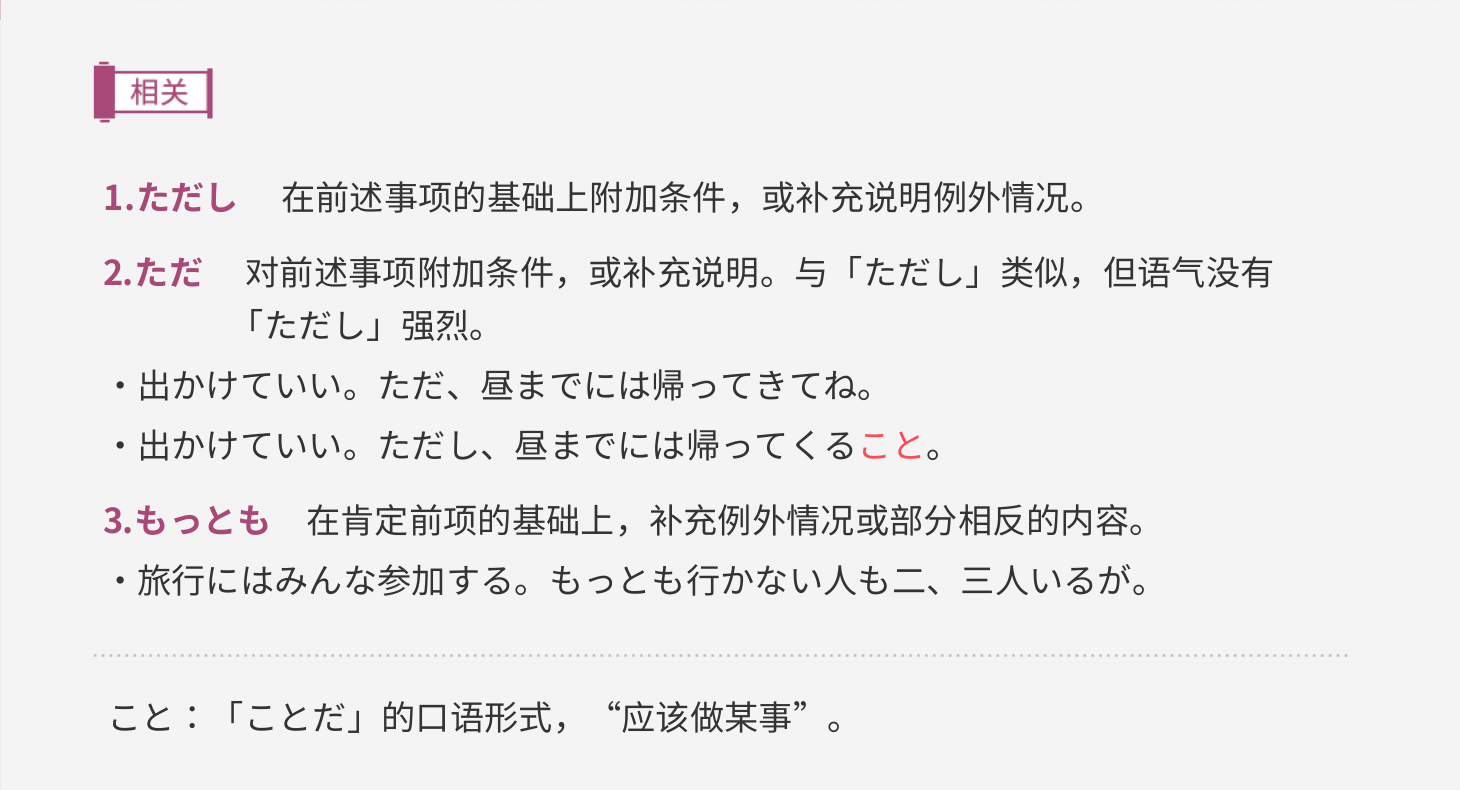 相关
1.ただし 在前述事项的基础上附加条件，或补充说明例外情况。
2.ただ 对前述事项附加条件，或补充说明。与「ただし」类似，但语气没有
「ただし」强烈。
・出かけていい。ただ、昼までには帰ってきてね。
・出かけていい。ただし、昼までには帰ってくること。
3.もっとも 在肯定前项的基础上，补充例外情况或部分相反的内容。
・旅行にはみんな参加する。もっとも行かない人も二、三人いるが。
こと：「ことだ」的口语形式，“应该做某事”。